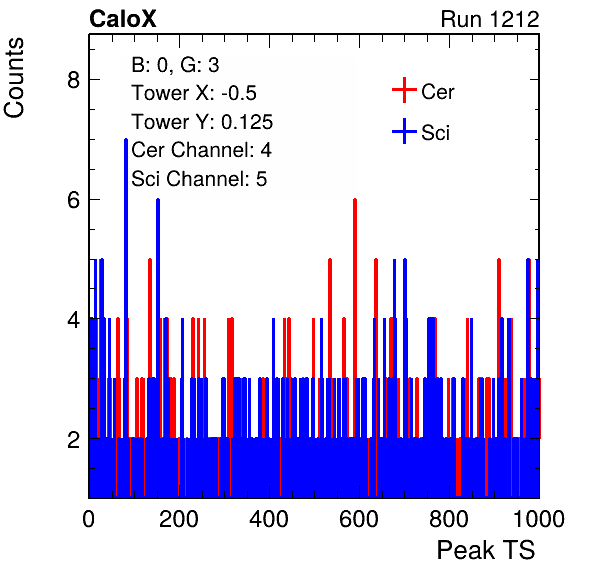 CaloX Run 1212
Counts
B: 0, G: 3
Tower X: -0.5
Tower Y: 0.125
Cer Channel: 4
Sci Channel: 5
Cer
Sci
8
6
4
2
0 200 400 600 800 1000
Peak TS